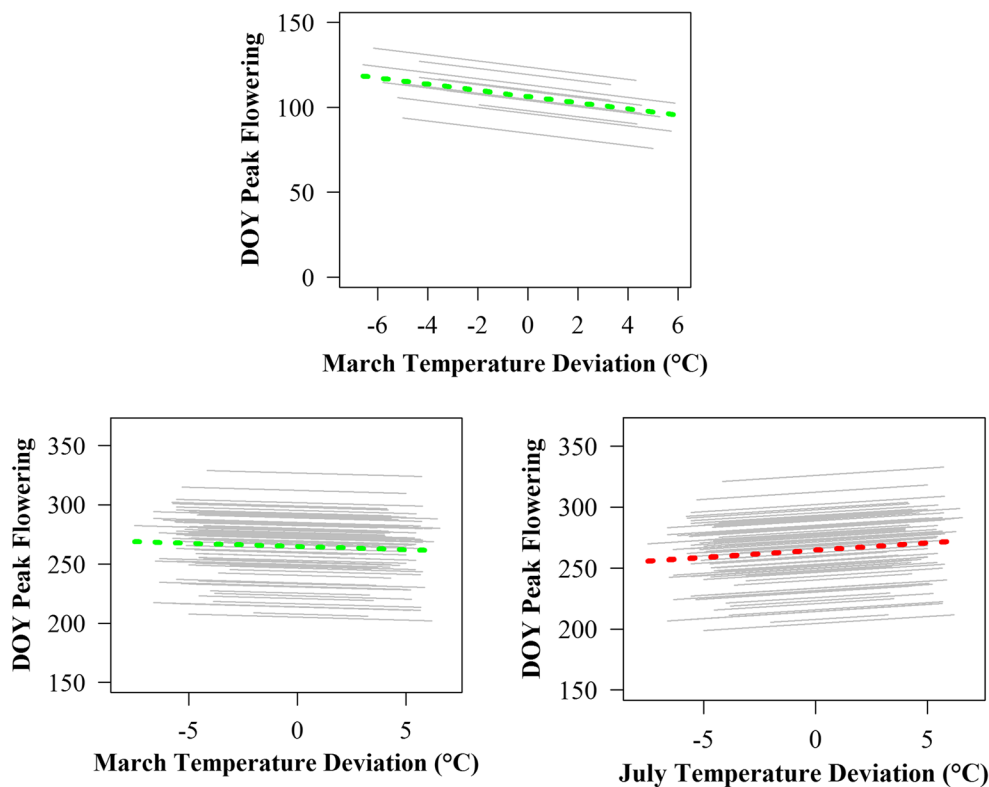 150
100
50
0
DOY Peak Flowering
-6 -4 -2 0 2 4 6
March Temperature Deviation (°C)
350
300
250
200
150
DOY Peak Flowering
-5 0 5
March Temperature Deviation (°C)
350
300
250
200
150
DOY Peak Flowering
-5 0 5
July Temperature Deviation (°C)